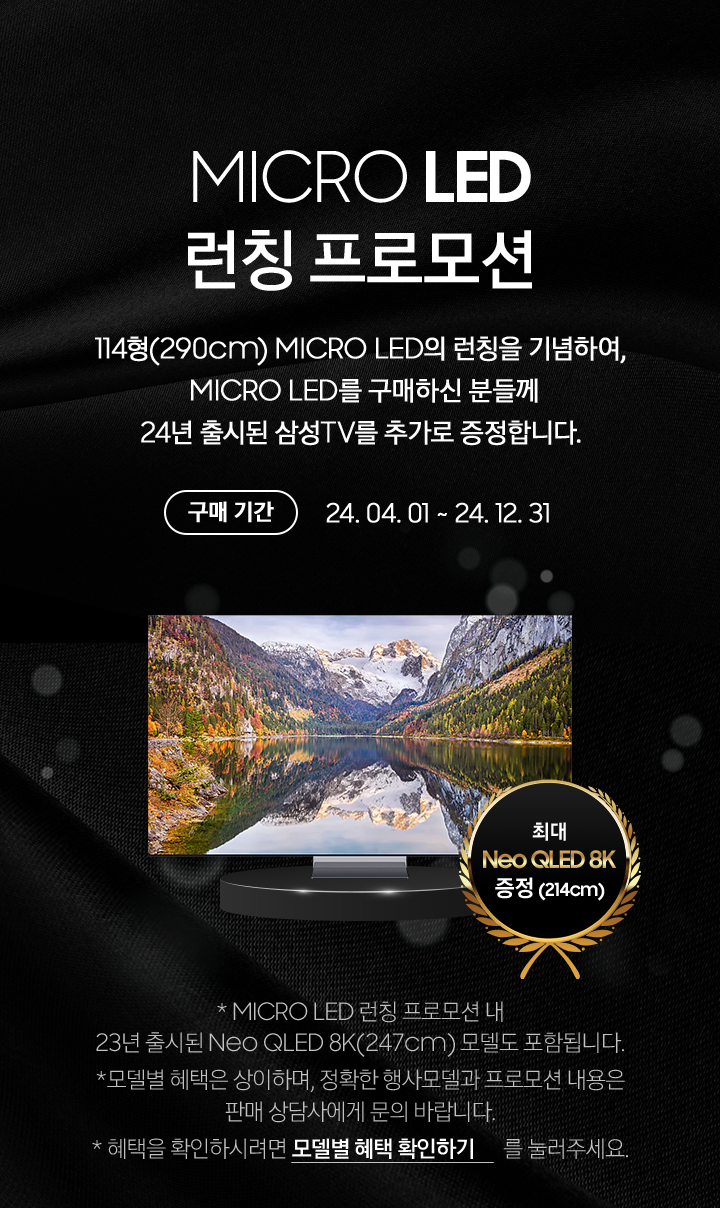 MICRO LED
런칭 프로모션
114형(290cm) MICRO LED의 런칭을 기념하여,
MICRO LED를 구매하신 분들께
24년 출시된 삼성TV를 추가로 증정합니다.
구매 기간 24. 04. 01 ~ 24. 12. 31
최대
Neo QLED 8K
증정 (214cm)
* MICRO LED 런칭 프로모션 내
23년 출시된 Neo QLED 8K(247cm) 모델도 포함됩니다.
*모델별 혜택은 상이하며, 정확한 행사모델과 프로모션 내용은
판매 상담사에게 문의 바랍니다.
* 혜택을 확인하시려면 모델별 혜택 확인하기 를 눌러주세요.